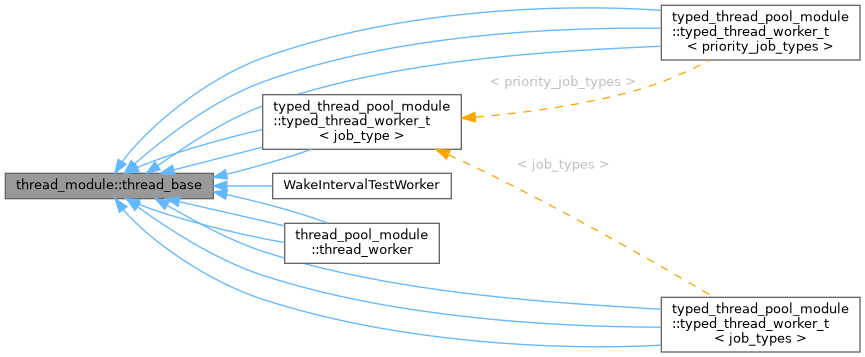 typed_thread_pool_module
::typed_thread_worker_t
< priority_job_types >
< priority_job_types >
typed_thread_pool_module
::typed_thread_worker_t
< job_type >
< job_types >
thread_module::thread_base
WakeIntervalTestWorker
thread_pool_module
::thread_worker
typed_thread_pool_module
::typed_thread_worker_t
< job_types >